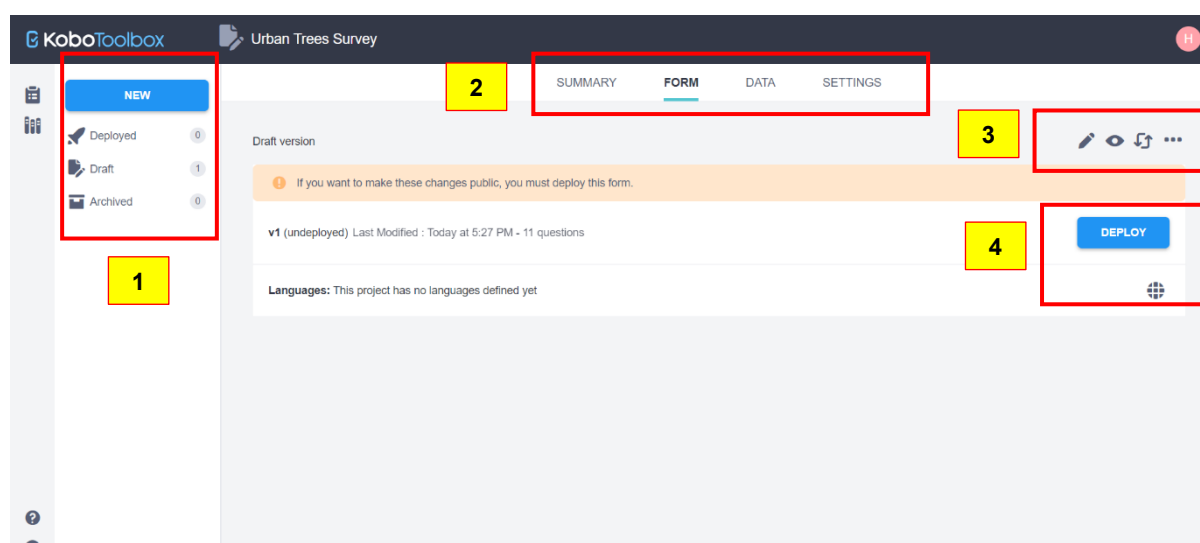 KoboToolbox
Urban Trees Survey
H
NEW
Deployed 0
Draft 1
Archived 0
1
2
SUMMARY FORM DATA SETTINGS
3
Draft version
If you want to make these changes public, you must deploy this form.
v1 (undeployed) Last Modified : Today at 5:27 PM - 11 questions
DEPLOY
4
Languages: This project has no languages defined yet